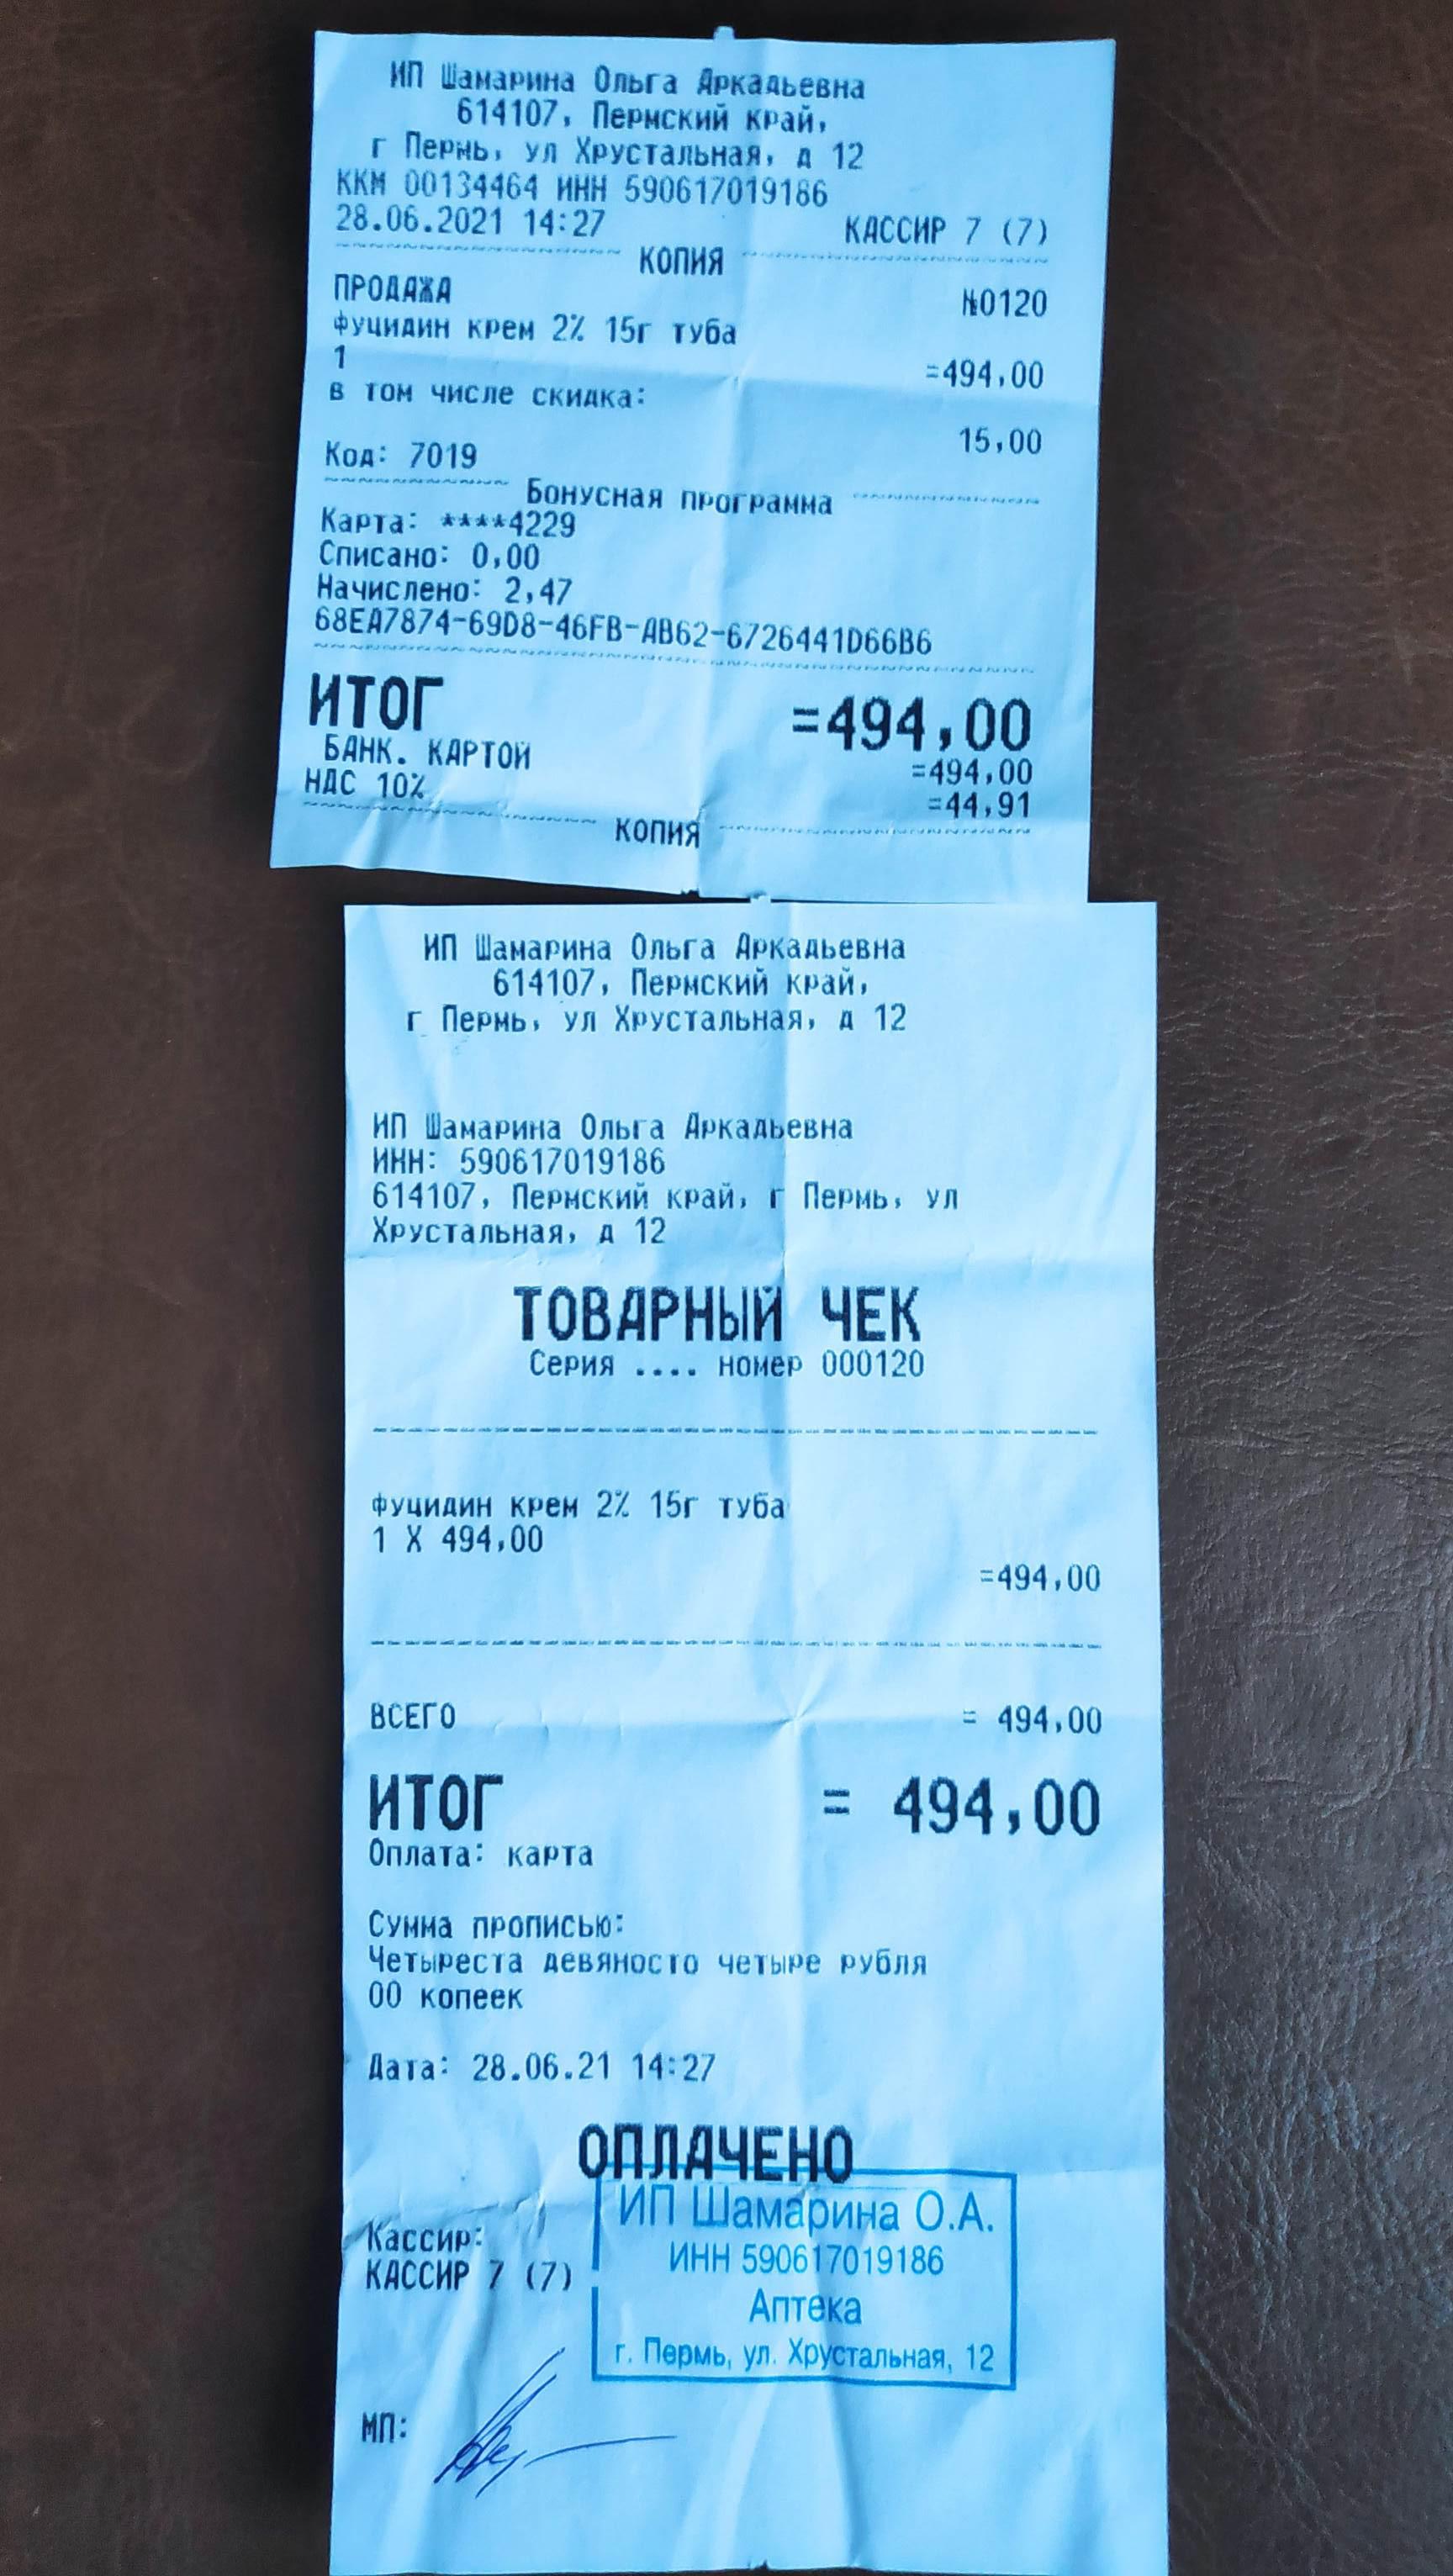 ИП Шамарина Ольга Аркадьевна
614107, Пермский край,
г Пермь, ул Хрустальная, д 12
ККМ 00134464 ИНН 590617019186
28.06.2021 14:27 КАССИР 7 (7)
КОПИЯ
ПРОДАЖА №0120
Фуцидин крем 2% 15г туба
1 =494,00
в том числе скидка:
15,00
Код: 7019
Бонусная программа
Карта: ****4229
Списано: 0,00
Начислено: 2,47
68EA7874-69D8-46FB-AB62-6726441D66B6
ИТОГ =494,00
БАНК. КАРТОЙ =494,00
НДС 10% =44,91
КОПИЯ
ИП Шамарина Ольга Аркадьевна
614107, Пермский край,
г Пермь, ул Хрустальная, д 12
ИП Шамарина Ольга Аркадьевна
ИНН: 590617019186
614107, Пермский край, г Пермь, ул
Хрустальная, д 12
ТОВАРНЫЙ ЧЕК
Серия .... номер 000120
Фуцидин крем 2% 15г туба
1 X 494,00
=494,00
ВСЕГО = 494,00
ИТОГ = 494,00
Оплата: карта
Сумма прописью:
Четыреста девяносто четыре рубля
00 копеек
Дата: 28.06.21 14:27
ОПЛАЧЕНО
ИП Шамарина О.А.
ИНН 590617019186
Аптека
г. Пермь, ул. Хрустальная, 12
Кассир:
КАССИР 7 (7)
МП: